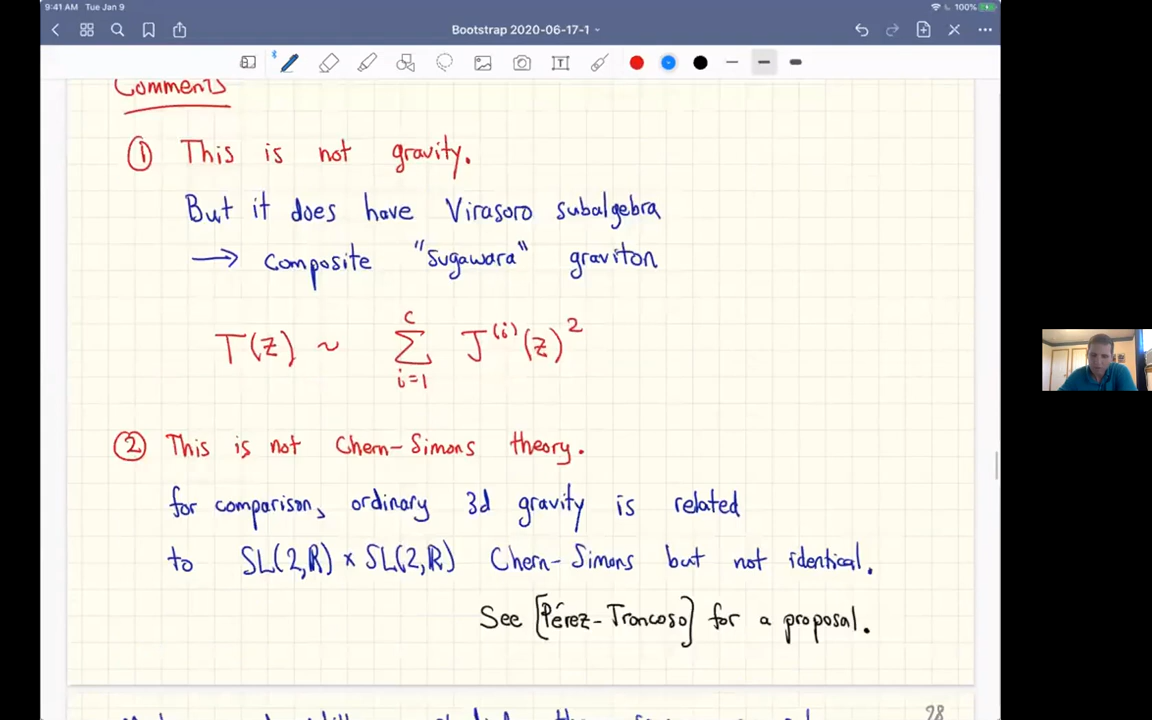 9:41 AM Tue Jan 9
100%
Bootstrap 2020-06-17-1
Comments
① This is not gravity.
But it does have Virasoro subalgebra
→ composite "Sugawara" graviton
T(z) ~ ∑_{i=1}^{c} J^{(i)}(z)^2
② This is not Chern-Simons theory.
for comparison, ordinary 3d gravity is related
to SL(2,R) × SL(2,R) Chern-Simons but not identical.
See [Pérez-Troncoso] for a proposal.
28